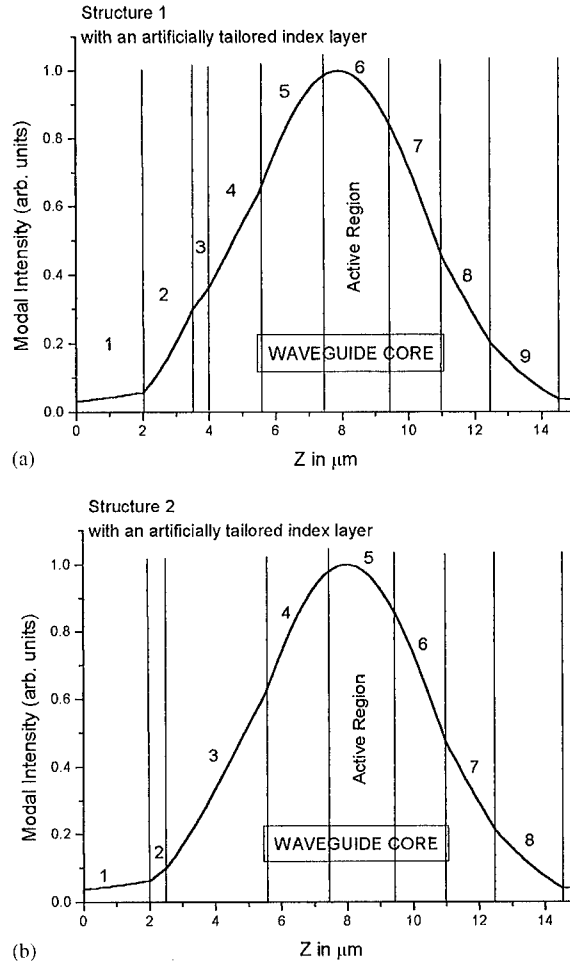 Structure 1
with an artificially tailored index layer
6
5
1.0
7
0.8
4
0.6
3
2
8
0.4
1
9
0.2
0.0
Modal Intensity (arb. units)
Active Region
WAVEGUIDE CORE
0 2 4 6 8 10 12 14
(a)
Z in μm
Structure 2
with an artificially tailored index layer
5
1.0
4
6
0.8
0.6
3
7
0.4
8
0.2
1 2
0.0
Modal Intensity (arb. units)
Active Region
WAVEGUIDE CORE
0 2 4 6 8 10 12 14
(b)
Z in μm